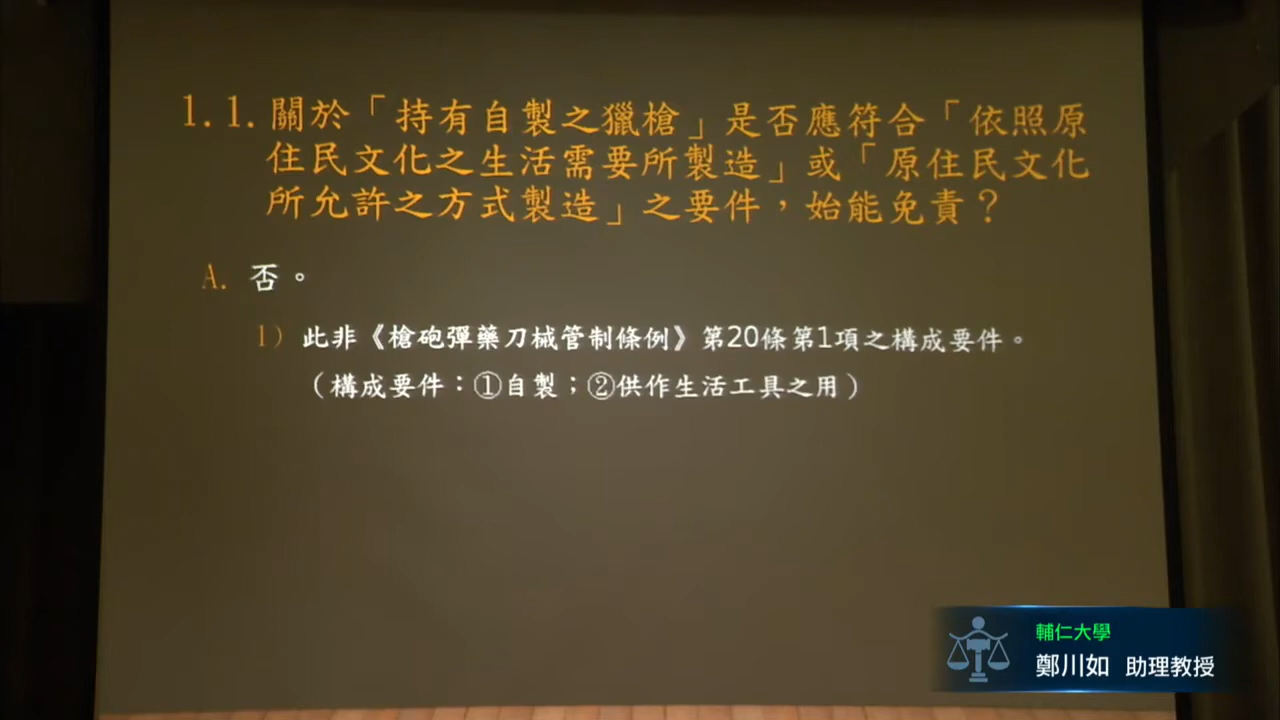 1.1.關於「持有自製之獵槍」是否應符合「依照原
住民文化之生活需要所製造」或「原住民文化
所允許之方式製造」之要件，始能免責？
A. 否。
1) 此非《槍砲彈藥刀械管制條例》第20條第1項之構成要件。
（構成要件：①自製；②供作生活工具之用）
輔仁大學
鄭川如 助理教授